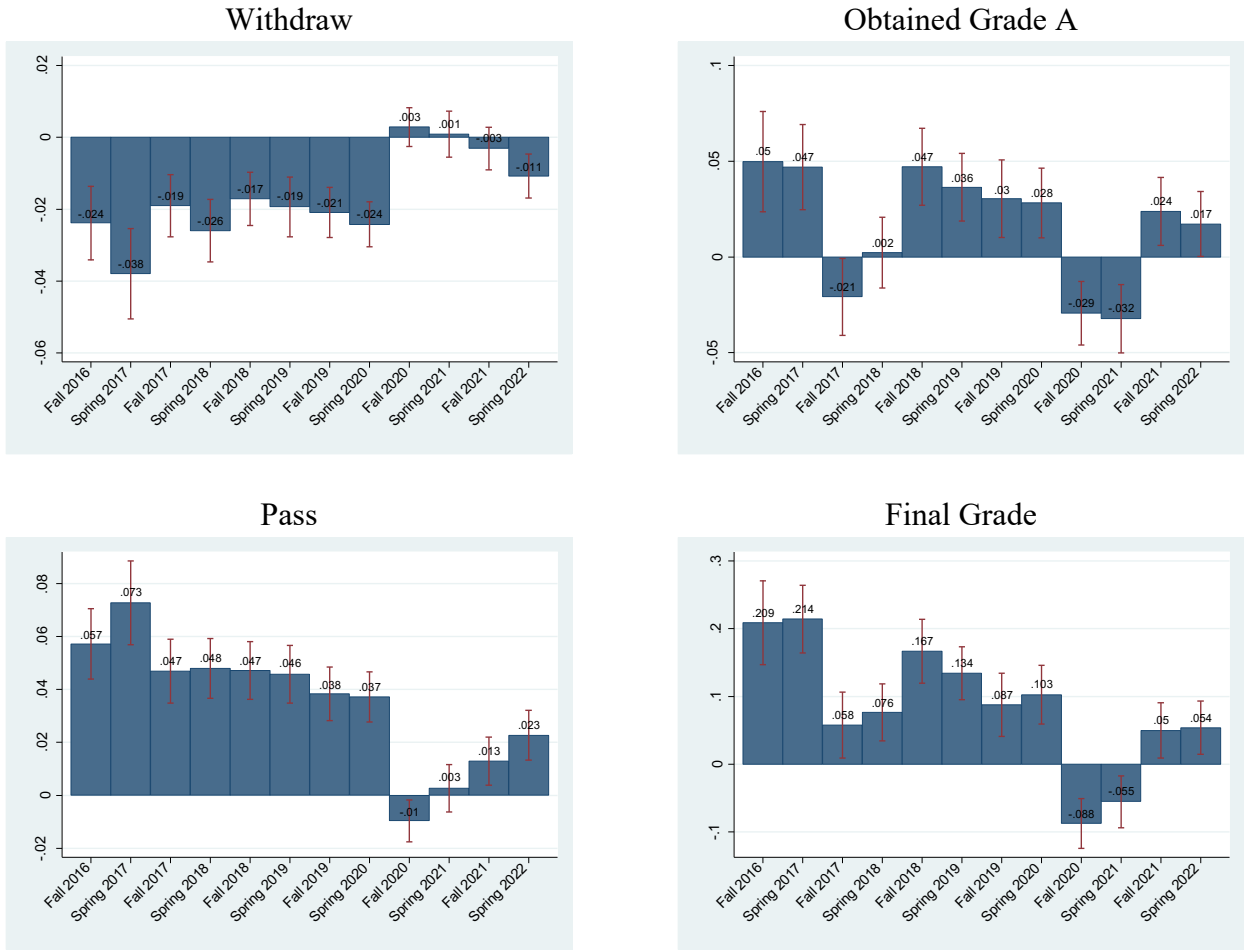 Withdraw
.02
0
-.02
-.04
-.06
-.024
-.038
-.019
-.026
-.017
-.019
-.021
-.024
.003
.001
-.003
-.011
Fall 2016
Spring 2017
Fall 2017
Spring 2018
Fall 2018
Spring 2019
Fall 2019
Spring 2020
Fall 2020
Spring 2021
Fall 2021
Spring 2022
Obtained Grade A
.1
.05
0
-.05
.05
.047
-.021
.002
.047
.036
.03
.028
-.029
-.032
.024
.017
Fall 2016
Spring 2017
Fall 2017
Spring 2018
Fall 2018
Spring 2019
Fall 2019
Spring 2020
Fall 2020
Spring 2021
Fall 2021
Spring 2022
Pass
.08
.06
.04
.02
0
-.02
.057
.073
.047
.048
.047
.046
.038
.037
-.01
.003
.013
.023
Fall 2016
Spring 2017
Fall 2017
Spring 2018
Fall 2018
Spring 2019
Fall 2019
Spring 2020
Fall 2020
Spring 2021
Fall 2021
Spring 2022
Final Grade
.3
.2
.1
0
-.1
.209
.214
.058
.076
.167
.134
.087
.103
-.088
-.055
.05
.054
Fall 2016
Spring 2017
Fall 2017
Spring 2018
Fall 2018
Spring 2019
Fall 2019
Spring 2020
Fall 2020
Spring 2021
Fall 2021
Spring 2022